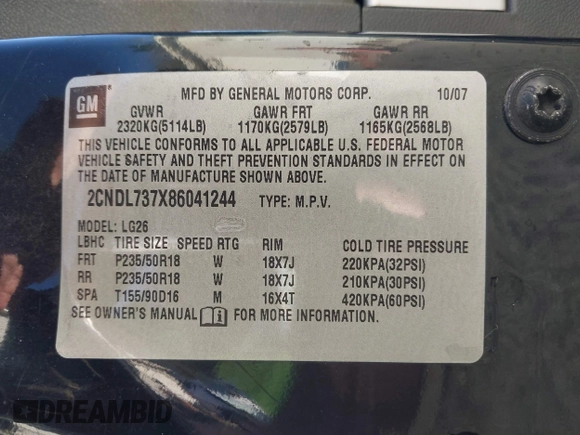 GM
MFD BY GENERAL MOTORS CORP. 10/07
GVWR GAWR FRT GAWR RR
2320KG(5114LB) 1170KG(2579LB) 1165KG(2568LB)
THIS VEHICLE CONFORMS TO ALL APPLICABLE U.S. FEDERAL MOTOR
VEHICLE SAFETY AND THEFT PREVENTION STANDARDS IN EFFECT ON
THE DATE OF MANUFACTURE SHOWN ABOVE.
2CNDL737X86041244 TYPE: M.P.V.
MODEL: LG26
LBHC TIRE SIZE SPEED RTG RIM COLD TIRE PRESSURE
FRT P235/50R18 W 18X7J 220KPA(32PSI)
RR P235/50R18 W 18X7J 210KPA(30PSI)
SPA T155/90D16 M 16X4T 420KPA(60PSI)
SEE OWNER'S MANUAL FOR MORE INFORMATION.
DREAMBID